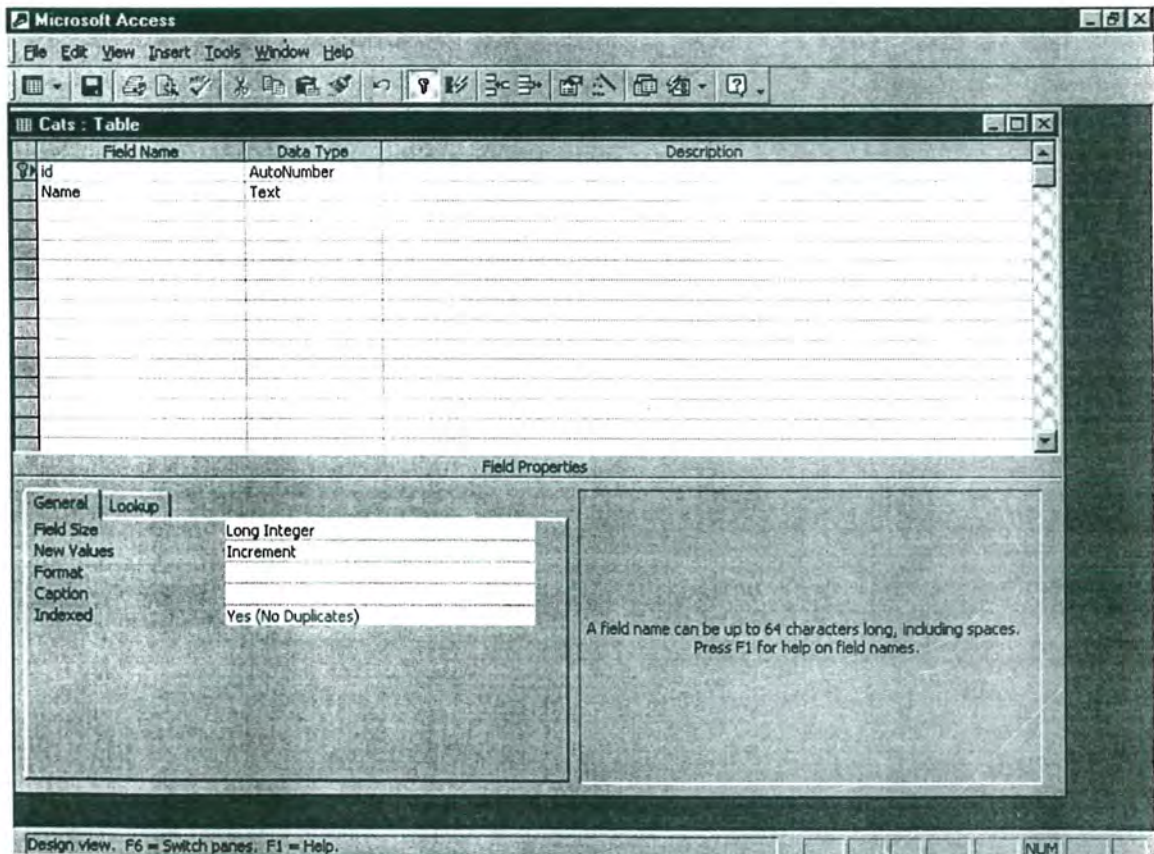 Microsoft Access
File Edit View Insert Tools Window Help
Cats : Table
Field Name Data Type Description
id AutoNumber
Name Text
Field Properties
General Lookup
Field Size Long Integer
New Values Increment
Format
Caption
Indexed Yes (No Duplicates)
A field name can be up to 64 characters long, including spaces.
Press F1 for help on field names.
Design view. F6 = Switch panes. F1 = Help. NUM